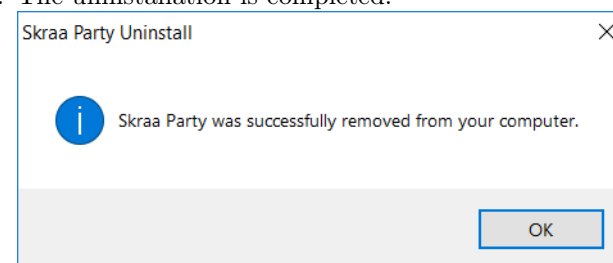 The uninstallation is completed.
Skraa Party Uninstall
Skraa Party was successfully removed from your computer.
OK